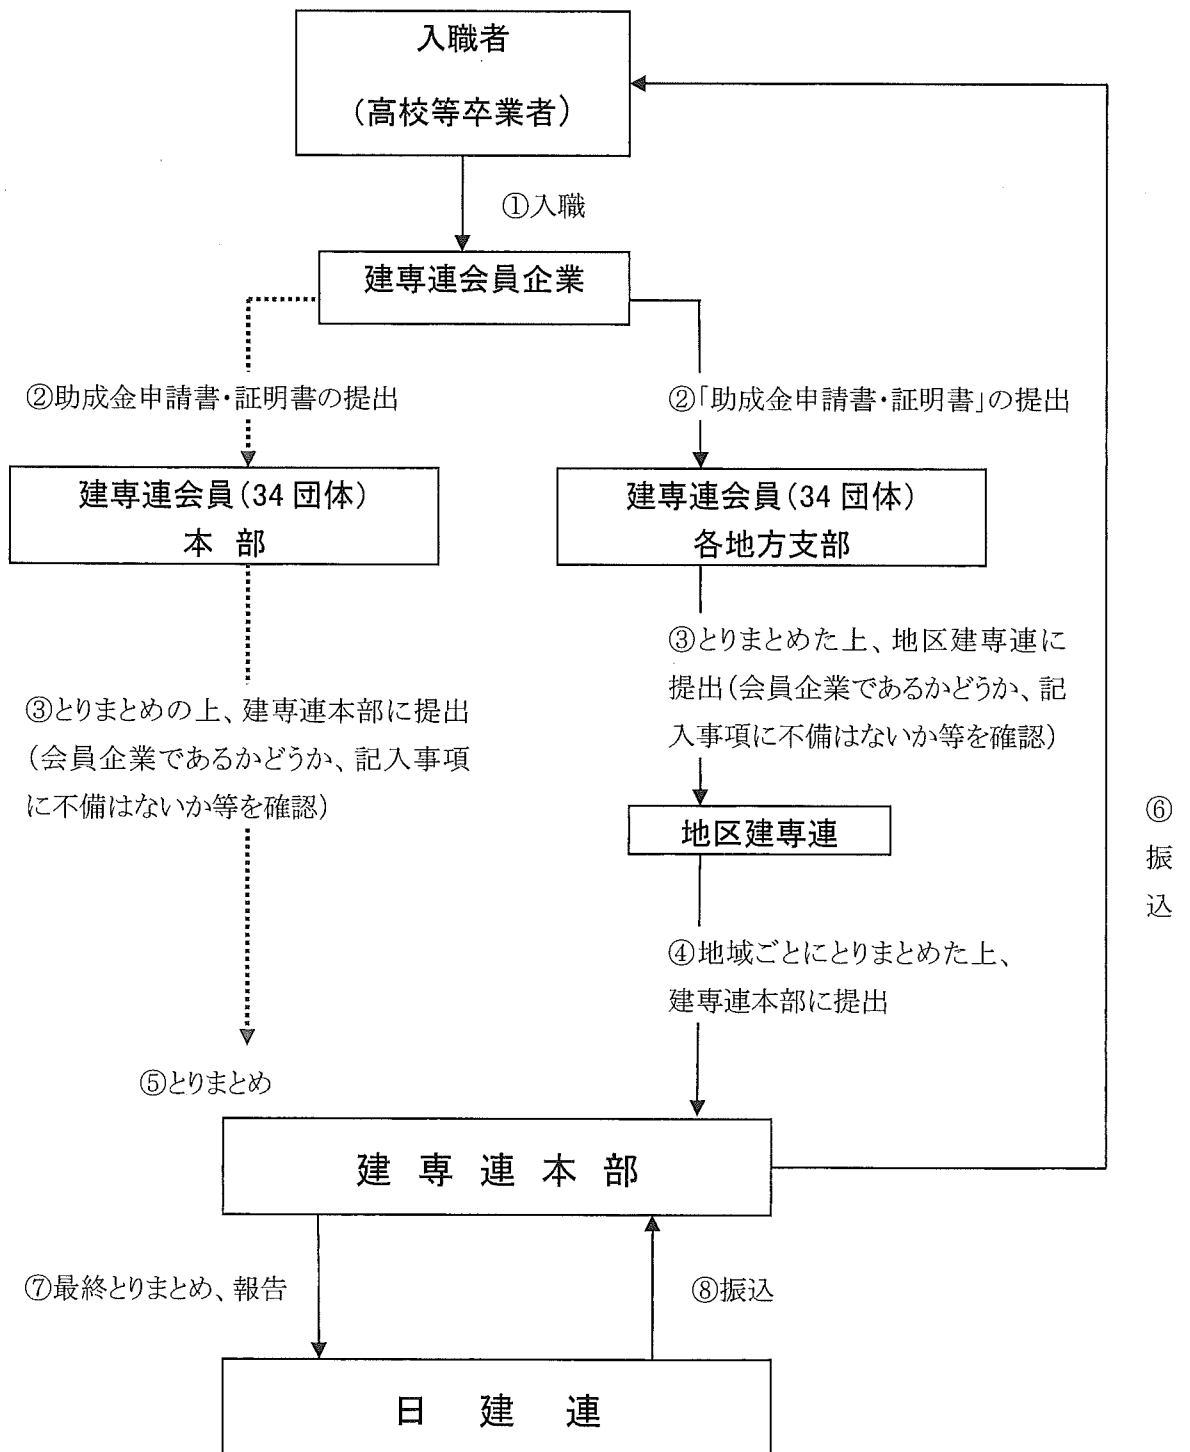 入職者
(高校等卒業者)
①入職
建専連会員企業
②助成金申請書・証明書の提出
②「助成金申請書・証明書」の提出
建専連会員(34団体)
本 部
建専連会員(34団体)
各地方支部
③とりまとめの上、建専連本部に提出
(会員企業であるかどうか、記入事項
に不備はないか等を確認)
③とりまとめた上、地区建専連に
提出(会員企業であるかどうか、記
入事項に不備はないか等を確認)
地区建専連
④地域ごとにとりまとめた上、
建専連本部に提出
⑥
振
込
⑤とりまとめ
建 専 連 本 部
⑦最終とりまとめ、報告
⑧振込
日 建 連